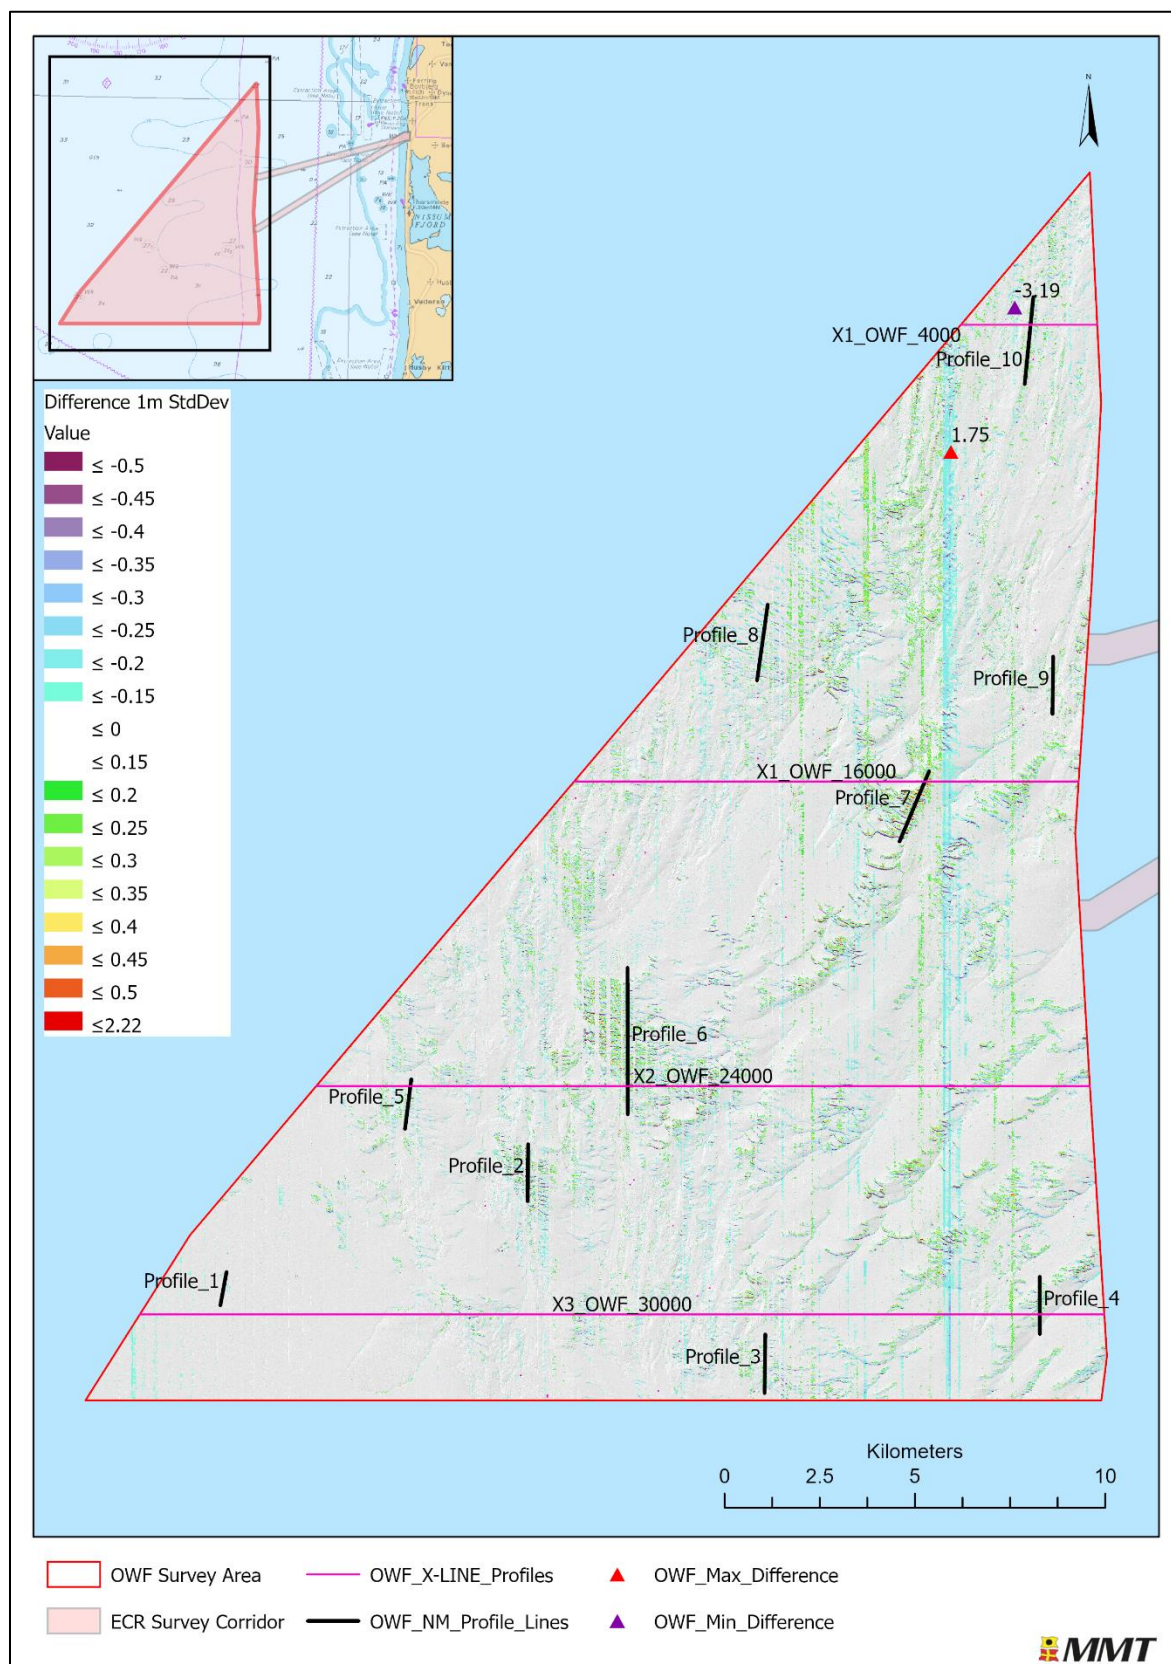 N
-3.19
X1_OWF_4000
Profile_10
1.75
Difference 1m StdDev
Value
≤ -0.5
≤ -0.45
≤ -0.4
≤ -0.35
≤ -0.3
≤ -0.25
≤ -0.2
≤ -0.15
≤ 0
≤ 0.15
≤ 0.2
≤ 0.25
≤ 0.3
≤ 0.35
≤ 0.4
≤ 0.45
≤ 0.5
≤2.22
Profile_8
Profile_9
X1_OWF_16000
Profile_7
Profile_6
X2_OWF_24000
Profile_5
Profile_2
Profile_1
X3_OWF_30000
Profile_4
Profile_3
Kilometers
0 2.5 5 10
OWF Survey Area
OWF_X-LINE_Profiles
OWF_Max_Difference
ECR Survey Corridor
OWF_NM_Profile_Lines
OWF_Min_Difference
MMT